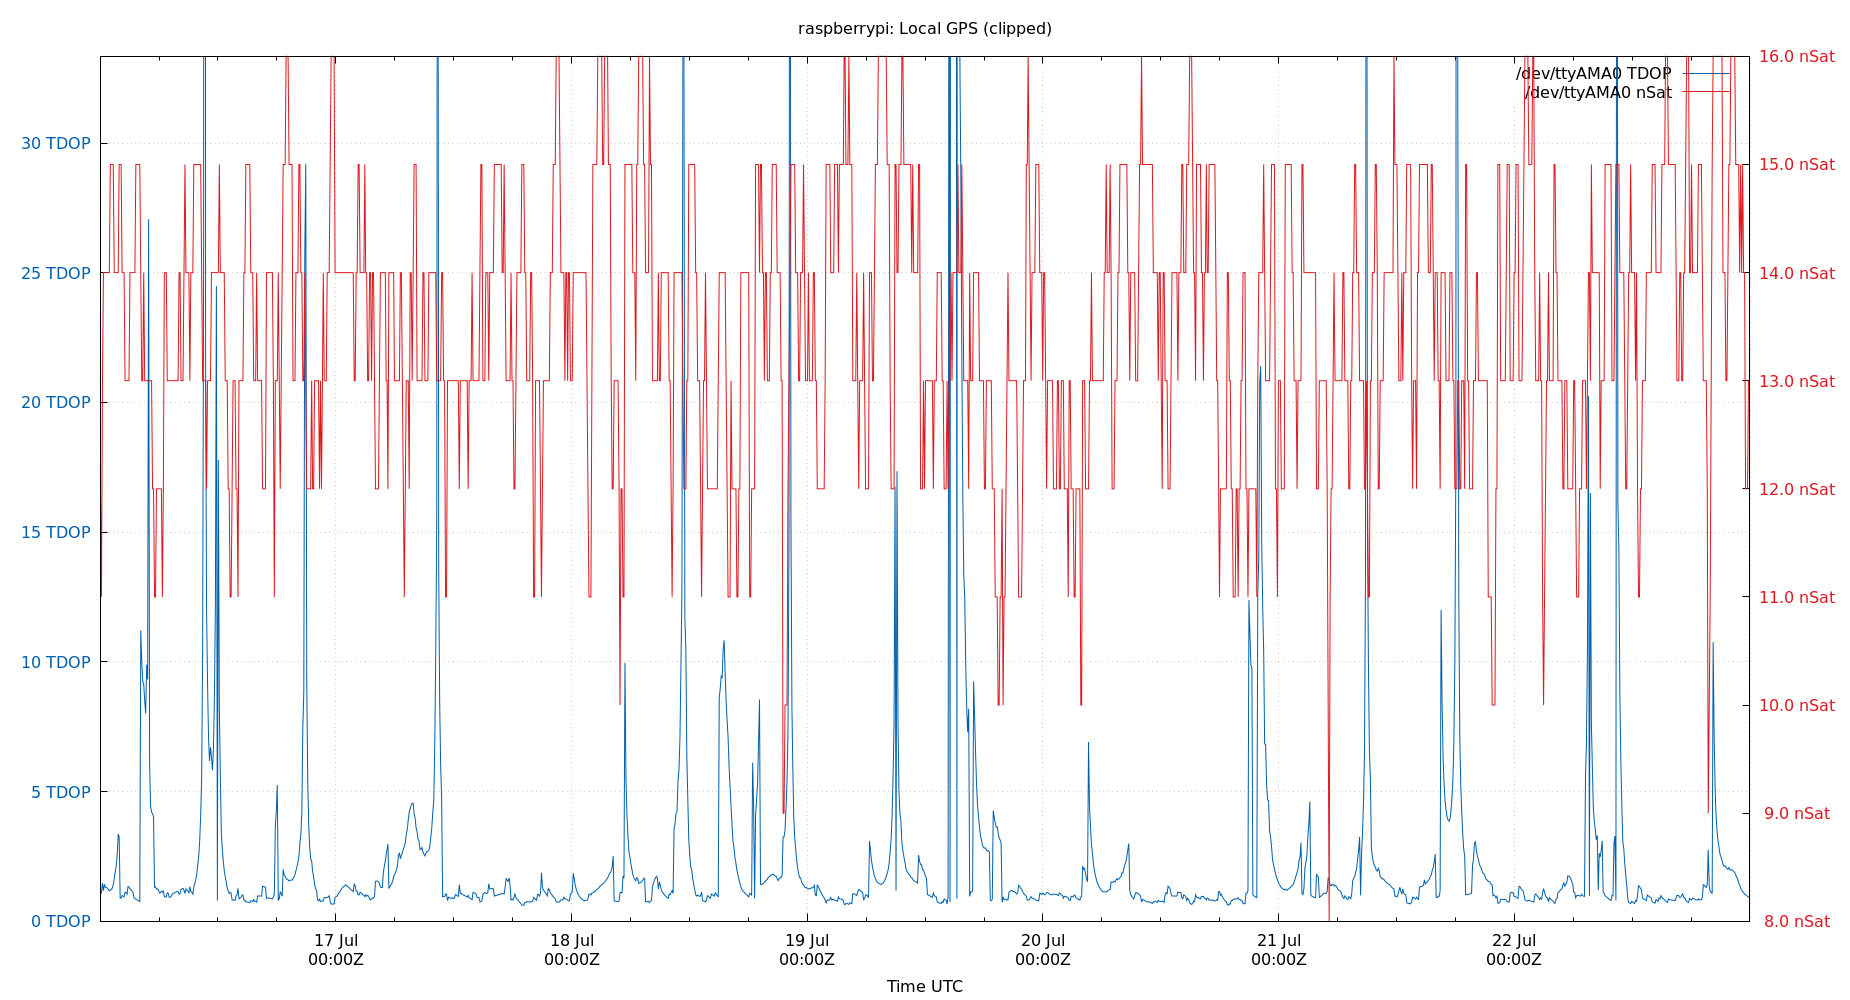 raspberrypi: Local GPS (clipped)
/dev/ttyAMA0 TDOP
/dev/ttyAMA0 nSat
30 TDOP
25 TDOP
20 TDOP
15 TDOP
10 TDOP
5 TDOP
0 TDOP
16.0 nSat
15.0 nSat
14.0 nSat
13.0 nSat
12.0 nSat
11.0 nSat
10.0 nSat
9.0 nSat
8.0 nSat
17 Jul
00:00Z
18 Jul
00:00Z
19 Jul
00:00Z
20 Jul
00:00Z
21 Jul
00:00Z
22 Jul
00:00Z
Time UTC